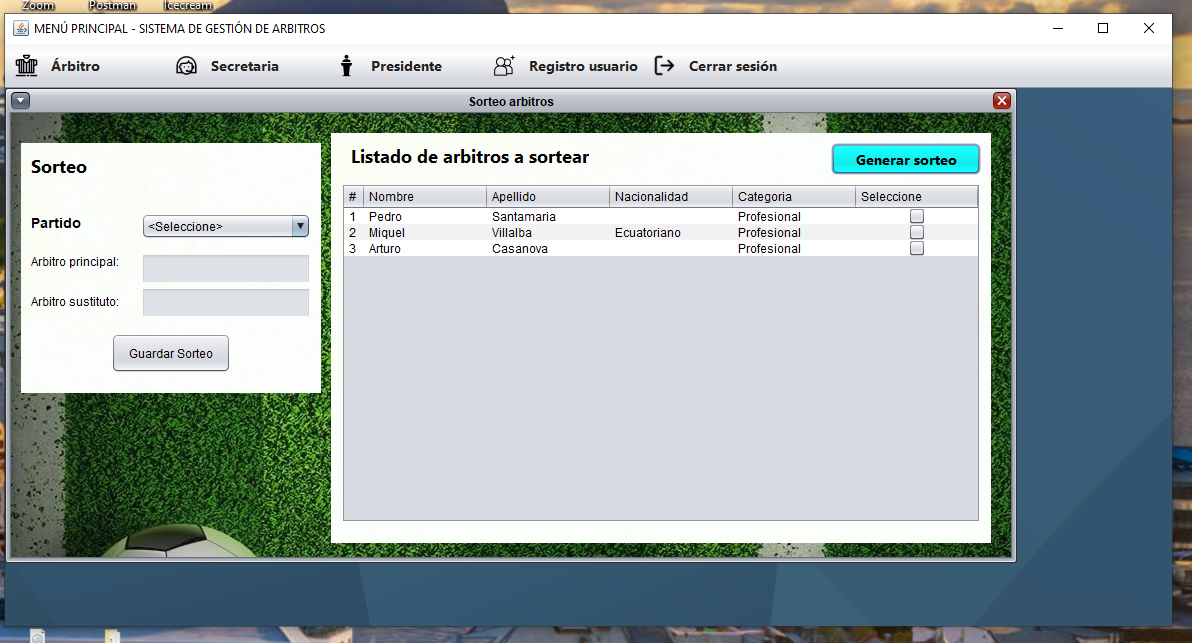 Zoom Postman Icecream
MENÚ PRINCIPAL - SISTEMA DE GESTIÓN DE ARBITROS
Árbitro Secretaria Presidente Registro usuario Cerrar sesión
Sorteo arbitros
Sorteo
Partido <Seleccione>
Arbitro principal:
Arbitro sustituto:
Guardar Sorteo
Listado de arbitros a sortear
Generar sorteo
# Nombre Apellido Nacionalidad Categoria Seleccione
1 Pedro Santamaria Profesional
2 Miquel Villalba Ecuatoriano Profesional
3 Arturo Casanova Profesional